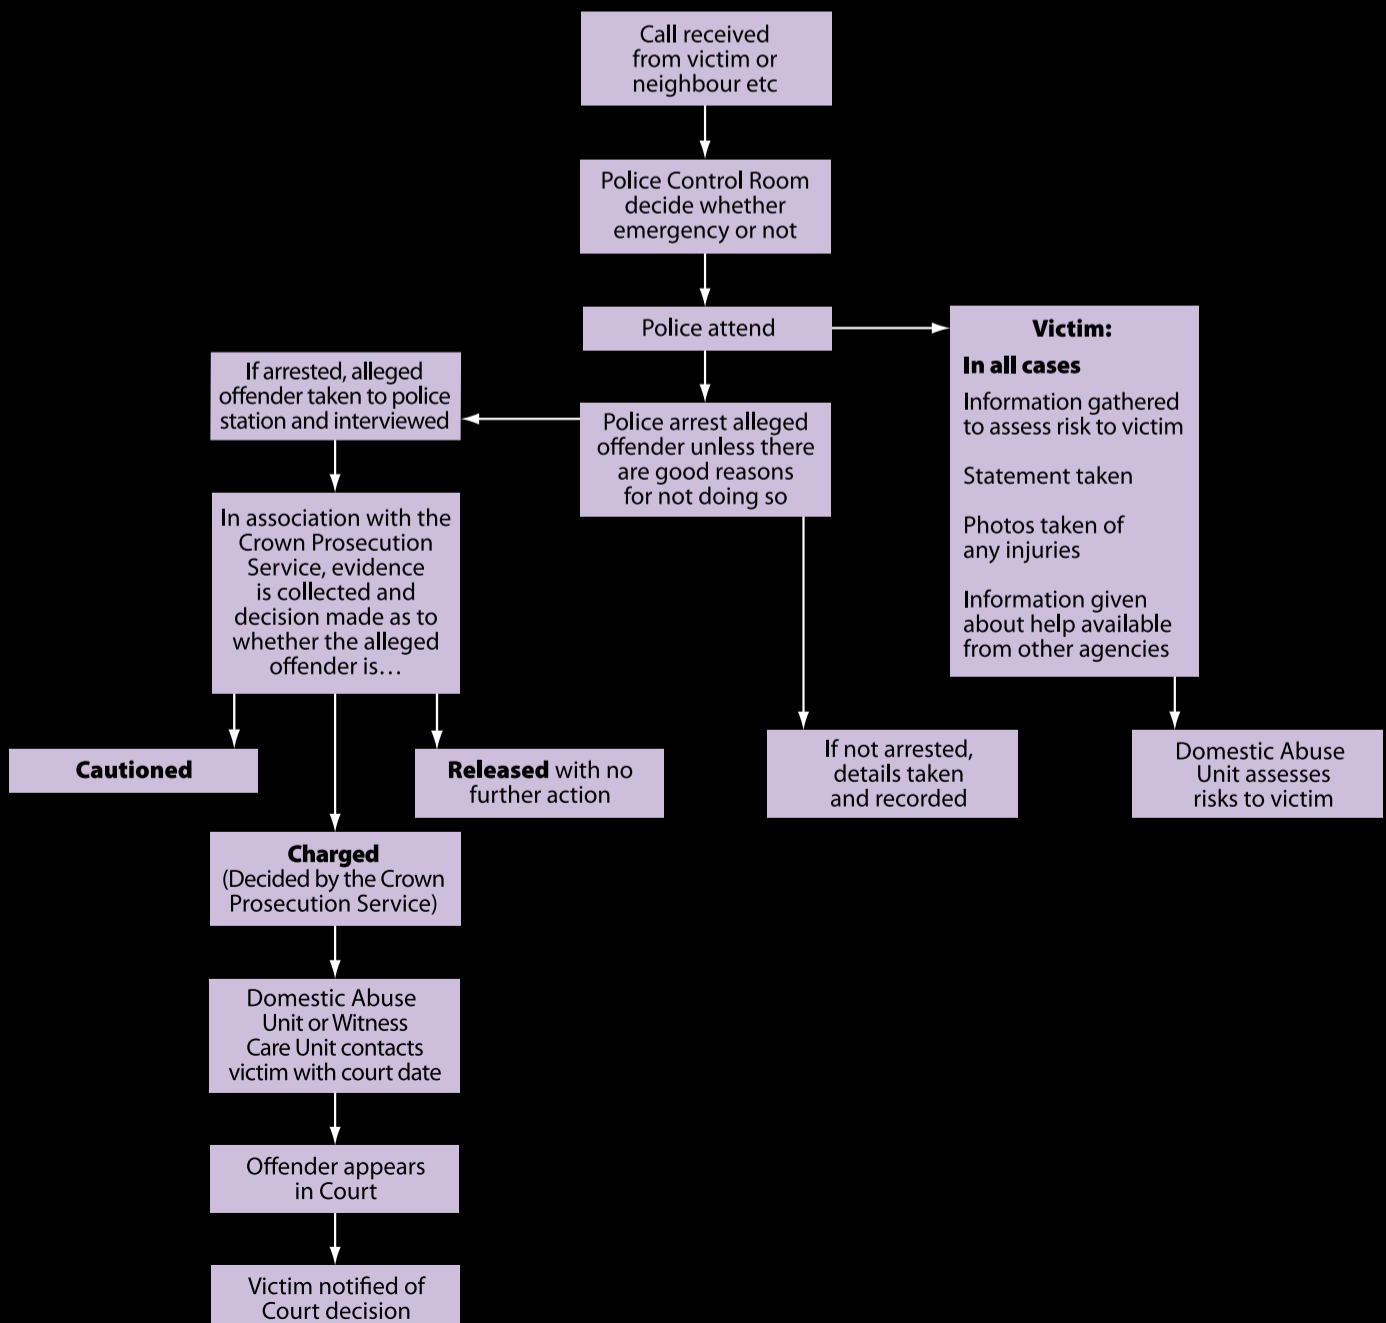 Call received
from victim or
neighbour etc
Police Control Room
decide whether
emergency or not
Police attend
Victim:
In all cases
Information gathered
to assess risk to victim
Statement taken
Photos taken of
any injuries
Information given
about help available
from other agencies
If arrested, alleged
offender taken to police
station and interviewed
Police arrest alleged
offender unless there
are good reasons
for not doing so
In association with the
Crown Prosecution
Service, evidence
is collected and
decision made as to
whether the alleged
offender is…
Cautioned
Released with no
further action
If not arrested,
details taken
and recorded
Domestic Abuse
Unit assesses
risks to victim
Charged
(Decided by the Crown
Prosecution Service)
Domestic Abuse
Unit or Witness
Care Unit contacts
victim with court date
Offender appears
in Court
Victim notified of
Court decision